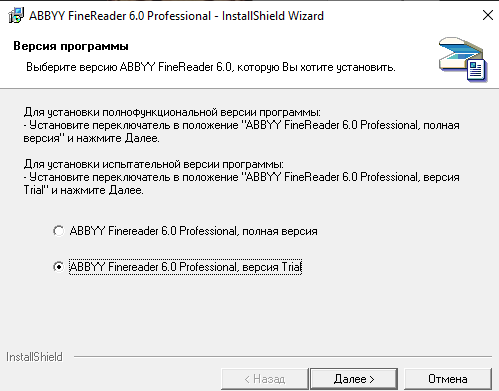 ABBYY FineReader 6.0 Professional - InstallShield Wizard
Версия программы
Выберите версию ABBYY FineReader 6.0, которую Вы хотите установить.
Для установки полнофункциональной версии программы:
- Установите переключатель в положение "ABBYY FineReader 6.0 Professional, полная
версия" и нажмите Далее.
Для установки испытательной версии программы:
- Установите переключатель в положение "ABBYY FineReader 6.0 Professional, версия
Trial" и нажмите Далее.
ABBYY Finereader 6.0 Professional, полная версия
ABBYY Finereader 6.0 Professional, версия Trial
InstallShield
< Назад
Далее >
Отмена